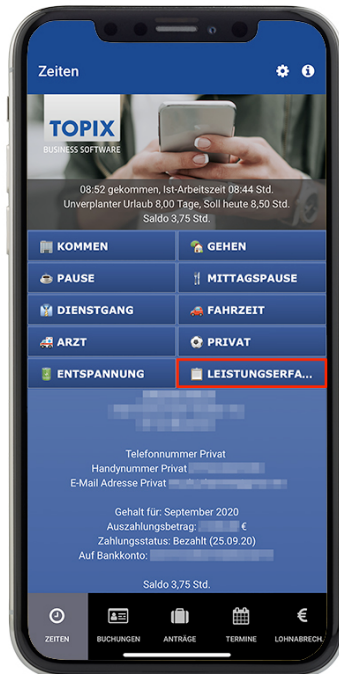 Zeiten
TOPIX
BUSINESS SOFTWARE
08:52 gekommen, Ist-Arbeitszeit 08:44 Std.
Unverplanter Urlaub 8,00 Tage, Soll heute 8,50 Std.
Saldo 3,75 Std.
KOMMEN
GEHEN
PAUSE
MITTAGSPAUSE
DIENSTGANG
FAHRZEIT
ARZT
PRIVAT
ENTSPANNUNG
LEISTUNGSERFA...
Telefonnummer Privat
Handynummer Privat
E-Mail Adresse Privat
Gehalt für: September 2020
Auszahlungsbetrag: €
Zahlungsstatus: Bezahlt (25.09.20)
Auf Bankkonto:
Saldo 3,75 Std.
ZEITEN
BUCHUNGEN
ANTRÄGE
TERMINE
LOHNABRECH.